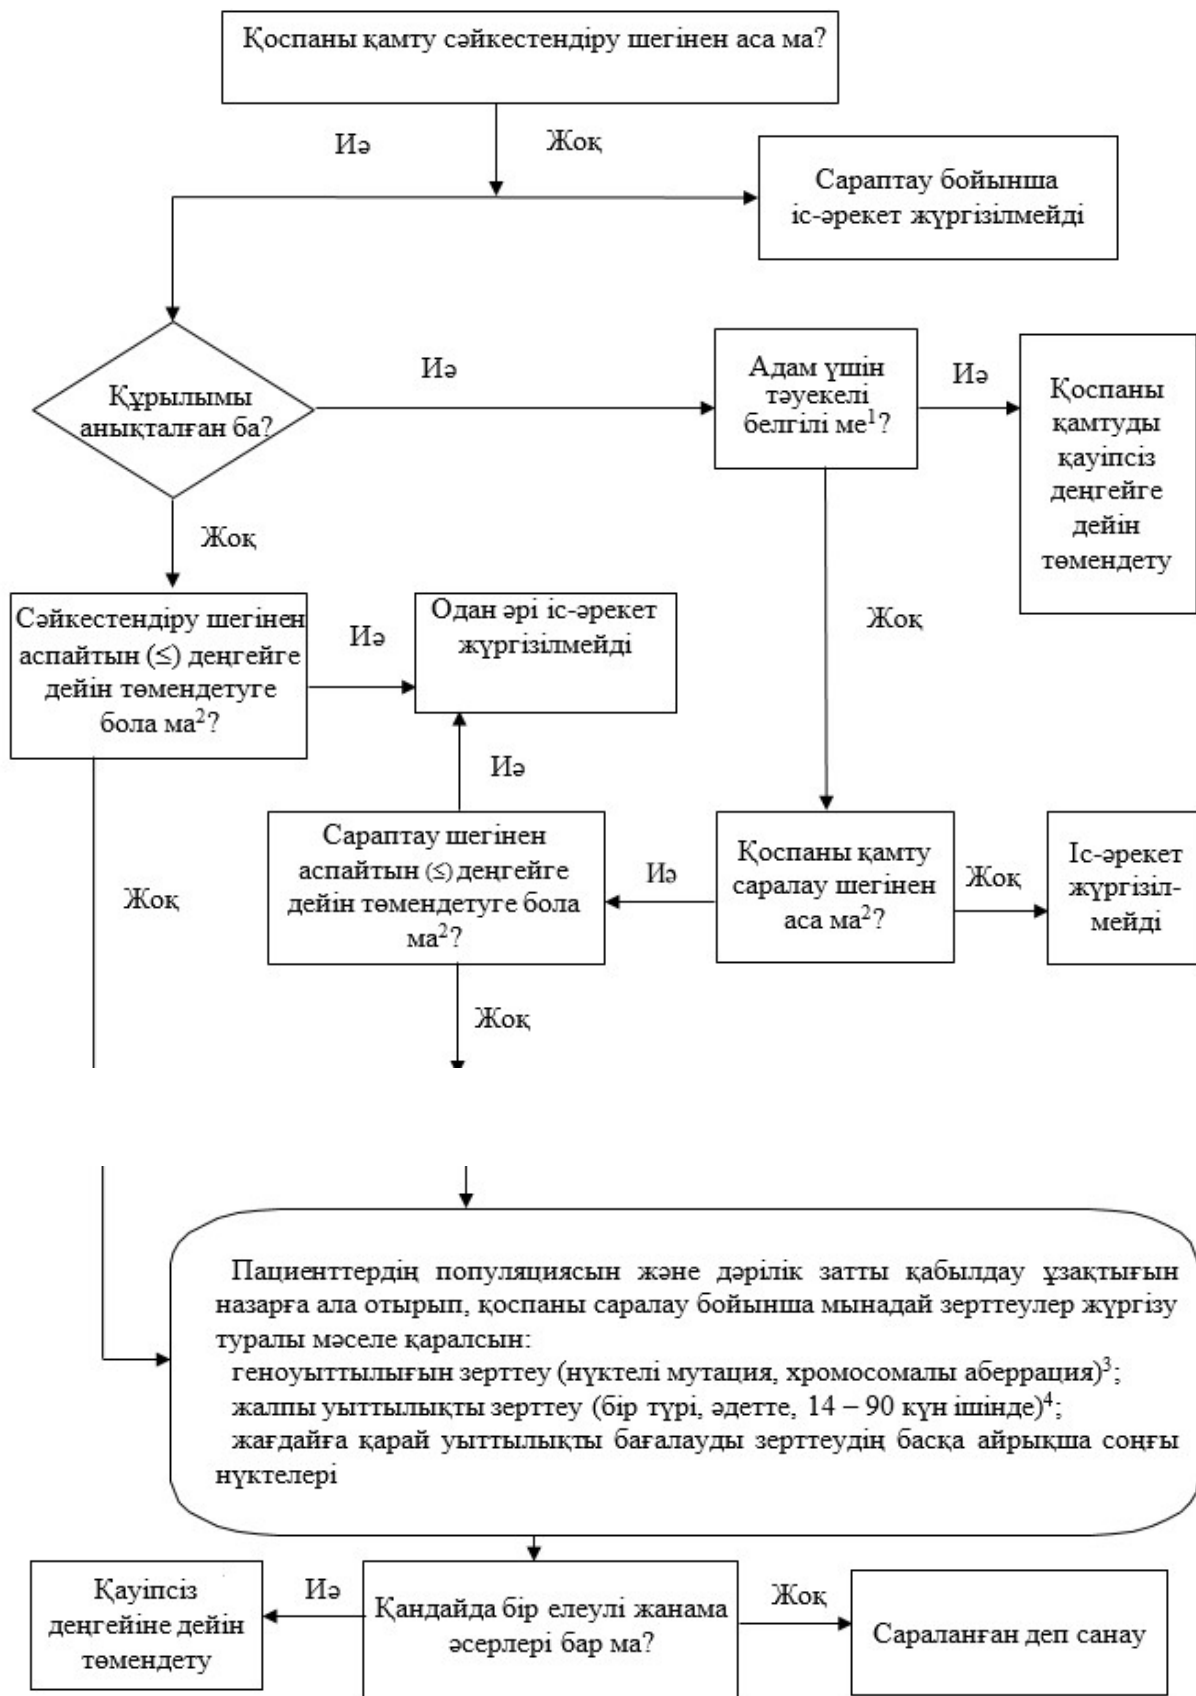 Қоспаны қамту сәйкестендіру шегінен аса ма?
Иә
Жоқ
Сараптау бойынша
іс-әрекет жүргізілмейді
Құрылымы
анықталған ба?
Иә
Адам үшін
тәуекелі
белгілі ме¹?
Иә
Қоспаны
қамтуды
қауіпсіз
деңгейге
дейін
төмендету
Жоқ
Сәйкестендіру шегінен
аспайтын (≤) деңгейге
дейін төмендетуге
бола ма²?
Иә
Одан әрі іс-әрекет
жүргізілмейді
Жоқ
Иә
Сараптау шегінен
аспайтын (≤) деңгейге
дейін төмендетуге бола
ма²?
Иә
Қоспаны қамту
саралау шегінен
аса ма²?
Жоқ
Іс-әрекет
жүргізіл-
мейді
Жоқ
Жоқ
Пациенттердің популяциясын және дәрілік затты қабылдау ұзақтығын
назарға ала отырып, қоспаны саралау бойынша мынадай зерттеулер жүргізу
туралы мәселе қаралсын:
геноуыттылығын зерттеу (нүктелі мутация, хромосомалы аберрация)³;
жалпы уыттылықты зерттеу (бір түрі, әдетте, 14 – 90 күн ішінде)⁴;
жағдайға қарай уыттылықты бағалауды зерттеудің басқа айрықша соңғы
нүктелері
Қауіпсіз
деңгейіне дейін
төмендету
Иә
Қандайда бір елеулі жанама
әсерлері бар ма?
Жоқ
Сараланған деп санау